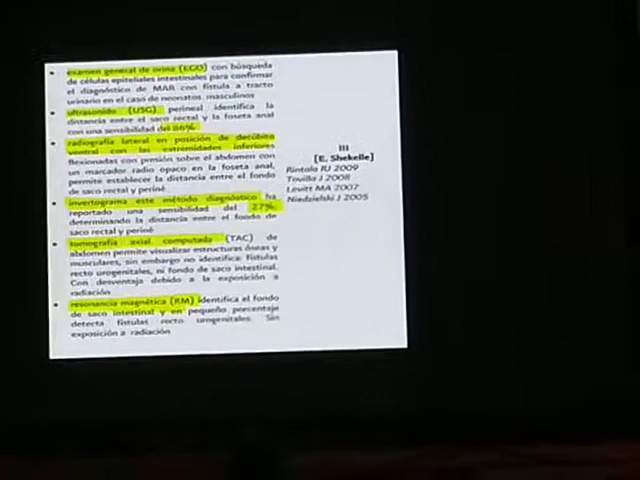 • examen general de orina (EGO) con búsqueda
de células epiteliales intestinales para confirmar
el diagnóstico de MAR con fístula a tracto
urinario en el caso de neonatos masculinos
• ultrasonido (USG) perineal identifica la
distancia entre el saco rectal y la foseta anal
con una sensibilidad del 86%
• radiografía lateral en posición de decúbito
ventral con las extremidades inferiores
flexionadas con presión sobre el abdomen con
un marcador radio opaco en la foseta anal,
permite establecer la distancia entre el fondo
de saco rectal y periné
• invertograma este método diagnóstico ha
reportado una sensibilidad del 27%,
determinando la distancia entre el fondo de
saco rectal y periné
• tomografía axial computada (TAC) de
abdomen permite visualizar estructuras óseas y
musculares, sin embargo no identifica: fístulas
recto urogenitales, ni fondo de saco intestinal.
Con desventaja debido a la exposición a
radiación
• resonancia magnética (RM) identifica el fondo
de saco intestinal y en pequeño porcentaje
detecta fístulas recto urogenitales. Sin
exposición a radiación
III
[E. Shekelle]
Rintala RJ 2009
Tovilla J 2008
Levitt MA 2007
Niedzielski J 2005